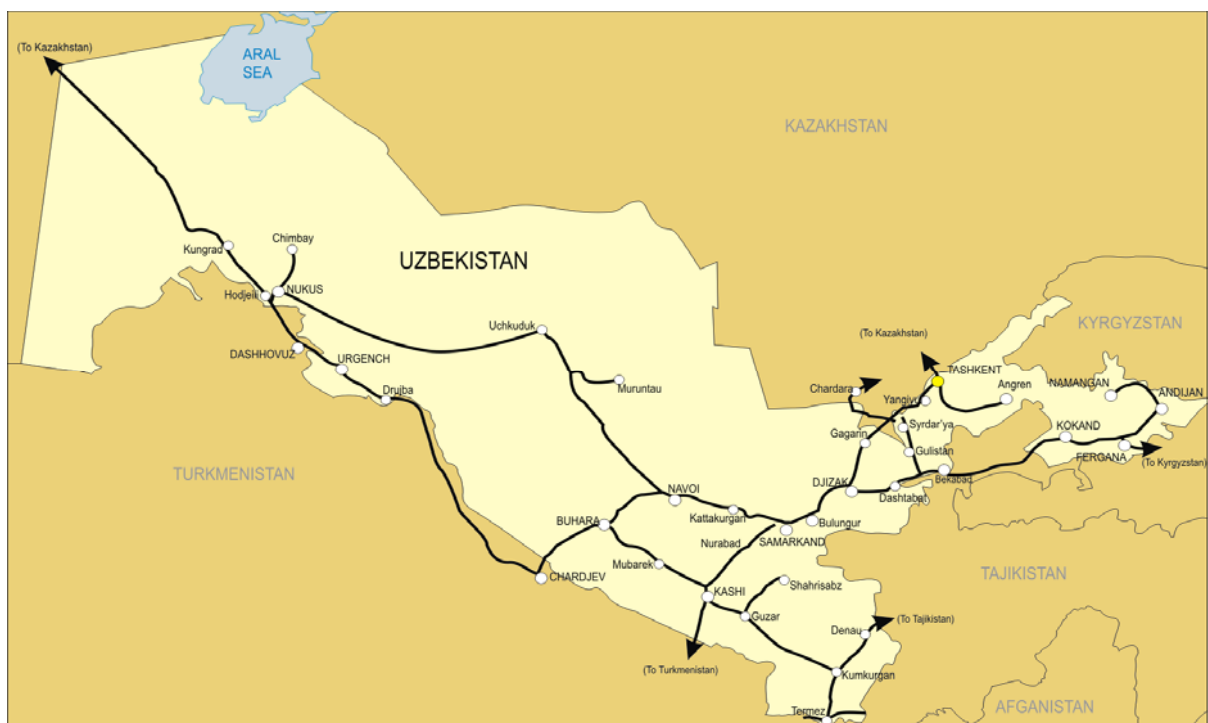 (To Kazakhstan)
ARAL
SEA
KAZAKHSTAN
Kungrad
Chimbay
UZBEKISTAN
Hodjeili
NUKUS
Uchkuduk
(To Kazakhstan)
KYRGYZSTAN
DASHHOVUZ
URGENCH
Drujba
Muruntau
Chardara
TASHKENT
Yangiyul
Angren
NAMANGAN
ANDIJAN
Gagarin
Syrdar'ya
KOKAND
Gulistan
FERGANA
(To Kyrgyzstan)
TURKMENISTAN
NAVOI
DJIZAK
Dashtabat
Bekabad
BUHARA
Kattakurgan
Bulungur
Nurabad
SAMARKAND
Mubarek
CHARDJEV
KASHI
Shahrisabz
TAJIKISTAN
Guzar
(To Tajikistan)
Denau
(To Turkmenistan)
Kumkurgan
Termez
AFGANISTAN